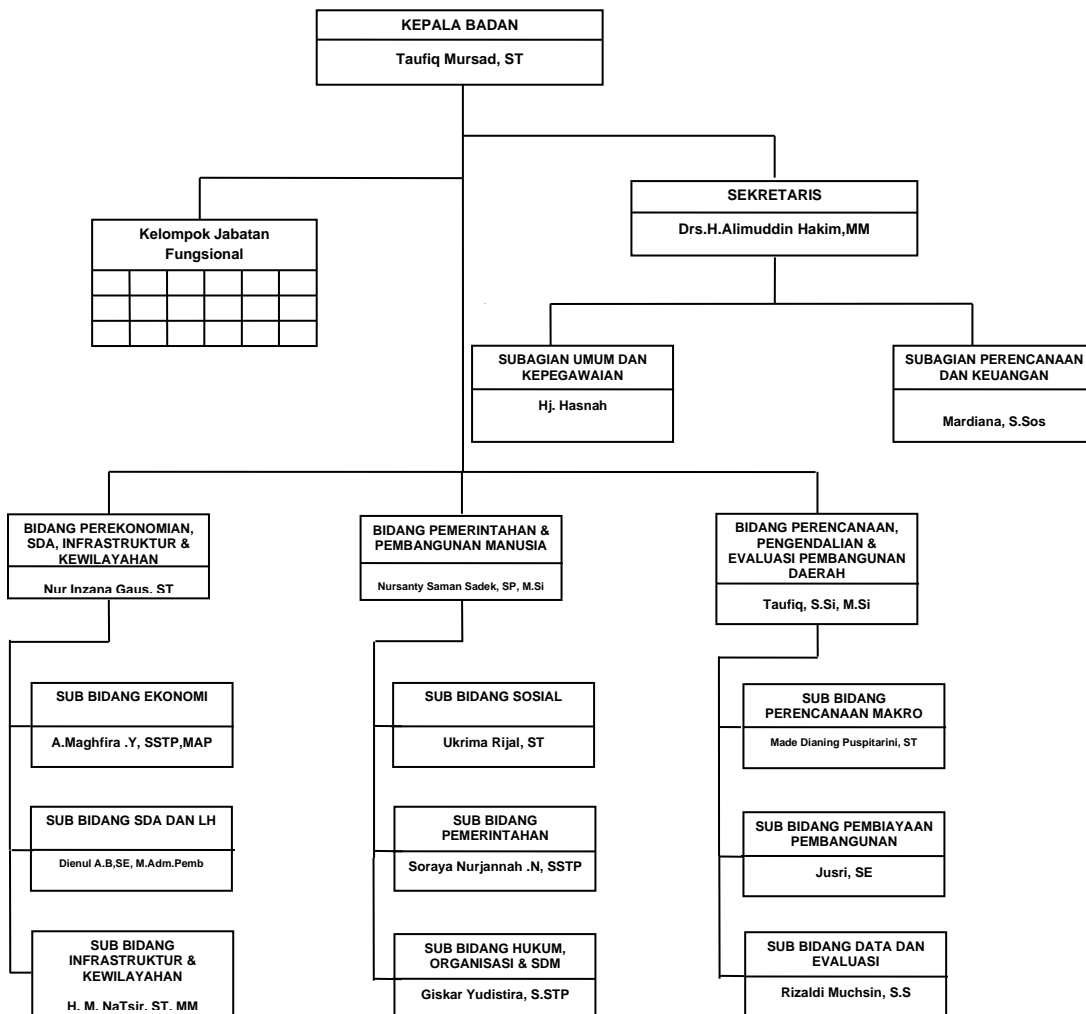 KEPALA BADAN
Taufiq Mursad, ST
SEKRETARIS
Drs.H.Alimuddin Hakim,MM
Kelompok Jabatan
Fungsional
SUBAGIAN UMUM DAN
KEPEGAWAIAN
Hj. Hasnah
SUBAGIAN PERENCANAAN
DAN KEUANGAN
Mardiana, S.Sos
BIDANG PEREKONOMIAN,
SDA, INFRASTRUKTUR &
KEWILAYAHAN
Nur Inzana Gaus, ST
BIDANG PEMERINTAHAN &
PEMBANGUNAN MANUSIA
Nursanty Saman Sadek, SP, M.Si
BIDANG PERENCANAAN,
PENGENDALIAN &
EVALUASI PEMBANGUNAN
DAERAH
Taufiq, S.Si, M.Si
SUB BIDANG EKONOMI
A.Maghfira .Y, SSTP,MAP
SUB BIDANG SOSIAL
Ukrima Rijal, ST
SUB BIDANG
PERENCANAAN MAKRO
Made Dianing Puspitarini, ST
SUB BIDANG SDA DAN LH
Dienul A.B,SE, M.Adm.Pemb
SUB BIDANG
PEMERINTAHAN
Soraya Nurjannah .N, SSTP
SUB BIDANG PEMBIAYAAN
PEMBANGUNAN
Jusri, SE
SUB BIDANG
INFRASTRUKTUR &
KEWILAYAHAN
H. M. NaTsir, ST, MM
SUB BIDANG HUKUM,
ORGANISASI & SDM
Giskar Yudistira, S.STP
SUB BIDANG DATA DAN
EVALUASI
Rizaldi Muchsin, S.S